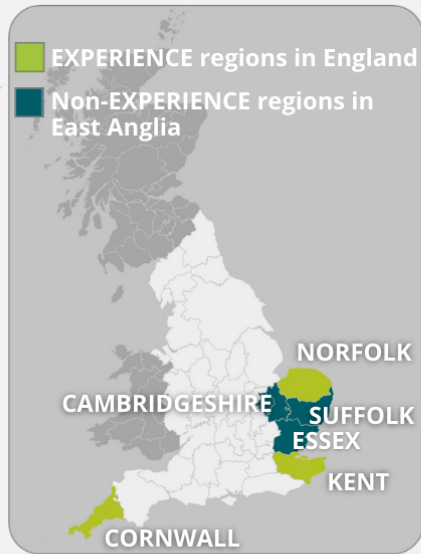 EXPERIENCE regions in England
Non-EXPERIENCE regions in
East Anglia
NORFOLK
CAMBRIDGESHIRE
SUFFOLK
ESSEX
KENT
CORNWALL